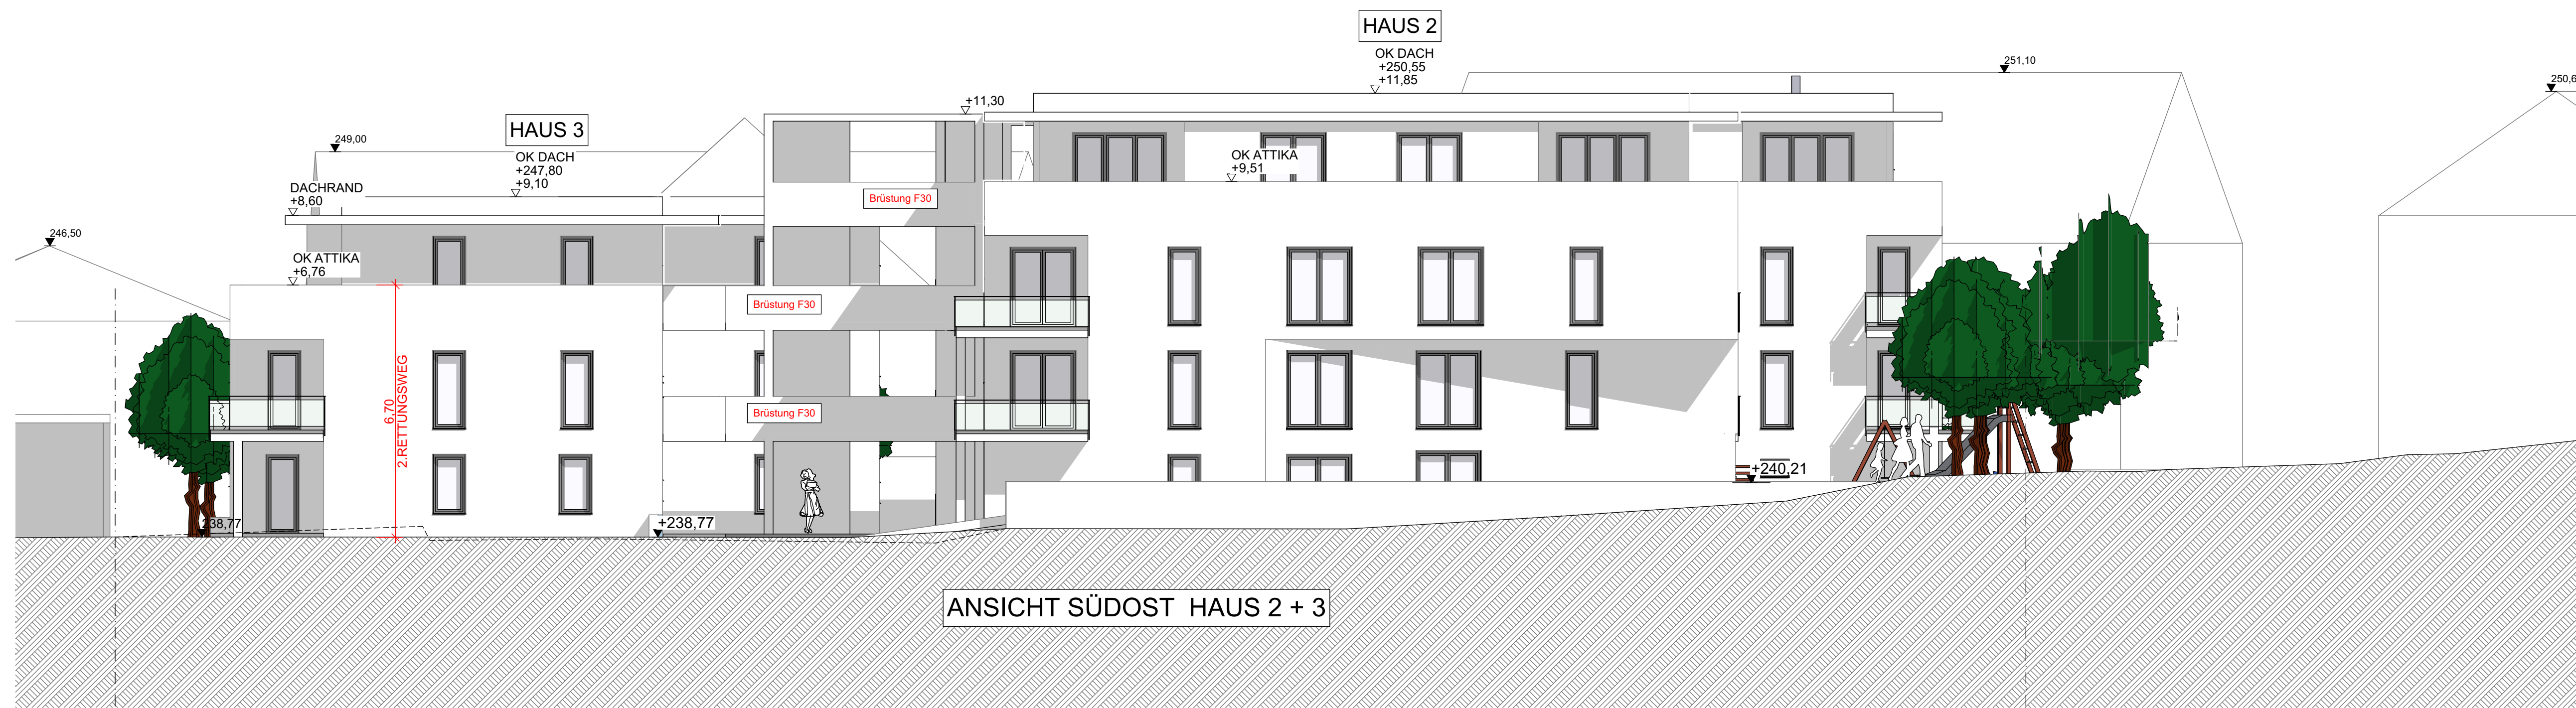 HAUS 2
OK DACH
+250,55
+11,85
251,10
+11,30
HAUS 3
OK DACH
+247,80
+9,10
249,00
DACHRAND
+8,60
246,50
OK ATTIKA
+6,76
OK ATTIKA
+9,51
Brüstung F30
Brüstung F30
Brüstung F30
6,70
2.RETTUNGSWEG
238,77
+238,77
+240,21
ANSICHT SÜDOST HAUS 2 + 3